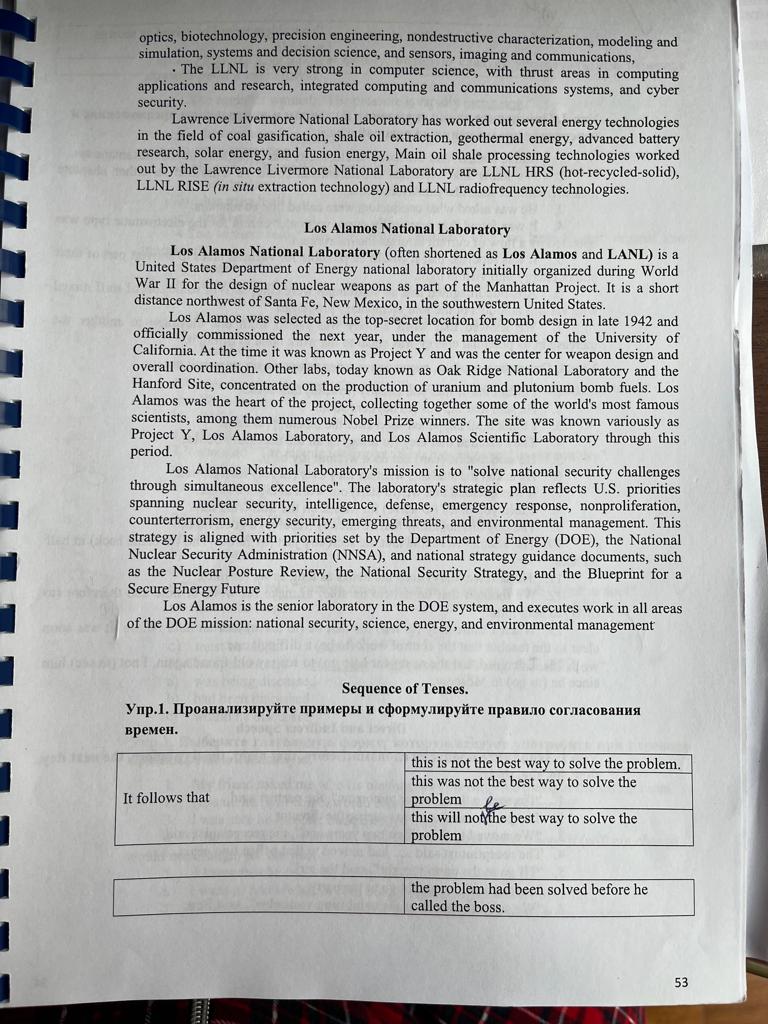 optics, biotechnology, precision engineering, nondestructive characterization, modeling and
simulation, systems and decision science, and sensors, imaging and communications,
· The LLNL is very strong in computer science, with thrust areas in computing
applications and research, integrated computing and communications systems, and cyber
security.
Lawrence Livermore National Laboratory has worked out several energy technologies
in the field of coal gasification, shale oil extraction, geothermal energy, advanced battery
research, solar energy, and fusion energy, Main oil shale processing technologies worked
out by the Lawrence Livermore National Laboratory are LLNL HRS (hot-recycled-solid),
LLNL RISE (in situ extraction technology) and LLNL radiofrequency technologies.
Los Alamos National Laboratory
Los Alamos National Laboratory (often shortened as Los Alamos and LANL) is a
United States Department of Energy national laboratory initially organized during World
War II for the design of nuclear weapons as part of the Manhattan Project. It is a short
distance northwest of Santa Fe, New Mexico, in the southwestern United States.
Los Alamos was selected as the top-secret location for bomb design in late 1942 and
officially commissioned the next year, under the management of the University of
California. At the time it was known as Project Y and was the center for weapon design and
overall coordination. Other labs, today known as Oak Ridge National Laboratory and the
Hanford Site, concentrated on the production of uranium and plutonium bomb fuels. Los
Alamos was the heart of the project, collecting together some of the world's most famous
scientists, among them numerous Nobel Prize winners. The site was known variously as
Project Y, Los Alamos Laboratory, and Los Alamos Scientific Laboratory through this
period.
Los Alamos National Laboratory's mission is to "solve national security challenges
through simultaneous excellence". The laboratory's strategic plan reflects U.S. priorities
spanning nuclear security, intelligence, defense, emergency response, nonproliferation,
counterterrorism, energy security, emerging threats, and environmental management. This
strategy is aligned with priorities set by the Department of Energy (DOE), the National
Nuclear Security Administration (NNSA), and national strategy guidance documents, such
as the Nuclear Posture Review, the National Security Strategy, and the Blueprint for a
Secure Energy Future
Los Alamos is the senior laboratory in the DOE system, and executes work in all areas
of the DOE mission: national security, science, energy, and environmental management
Sequence of Tenses.
Упр.1. Проанализируйте примеры и сформулируйте правило согласования
времен.
It follows that
this is not the best way to solve the problem.
this was not the best way to solve the
problem
be
this will not the best way to solve the
problem
the problem had been solved before he
called the boss.
53